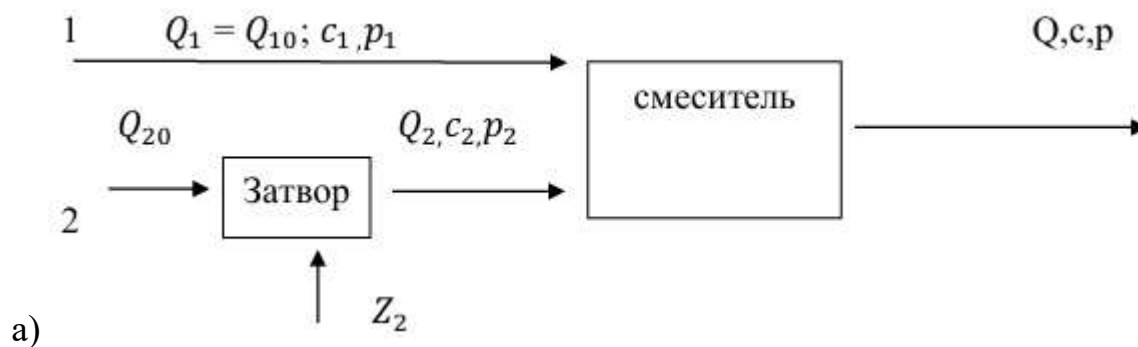 1 Q₁ = Q₁₀; c₁,p₁ Q,c,p
смеситель
Q₂₀ Q₂,c₂,p₂
Затвор
2
Z₂
а)